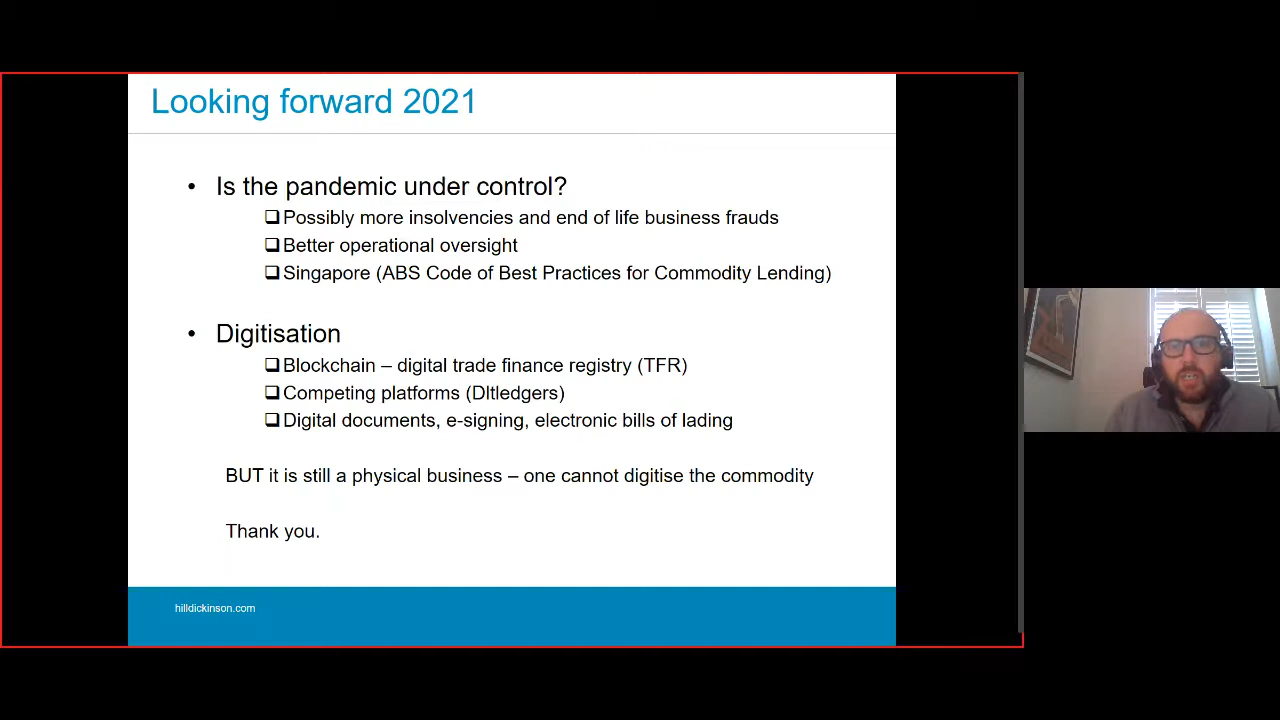 Looking forward 2021
• Is the pandemic under control?
❑Possibly more insolvencies and end of life business frauds
❑Better operational oversight
❑Singapore (ABS Code of Best Practices for Commodity Lending)
• Digitisation
❑Blockchain – digital trade finance registry (TFR)
❑Competing platforms (Dltledgers)
❑Digital documents, e-signing, electronic bills of lading
BUT it is still a physical business – one cannot digitise the commodity
Thank you.
hilldickinson.com